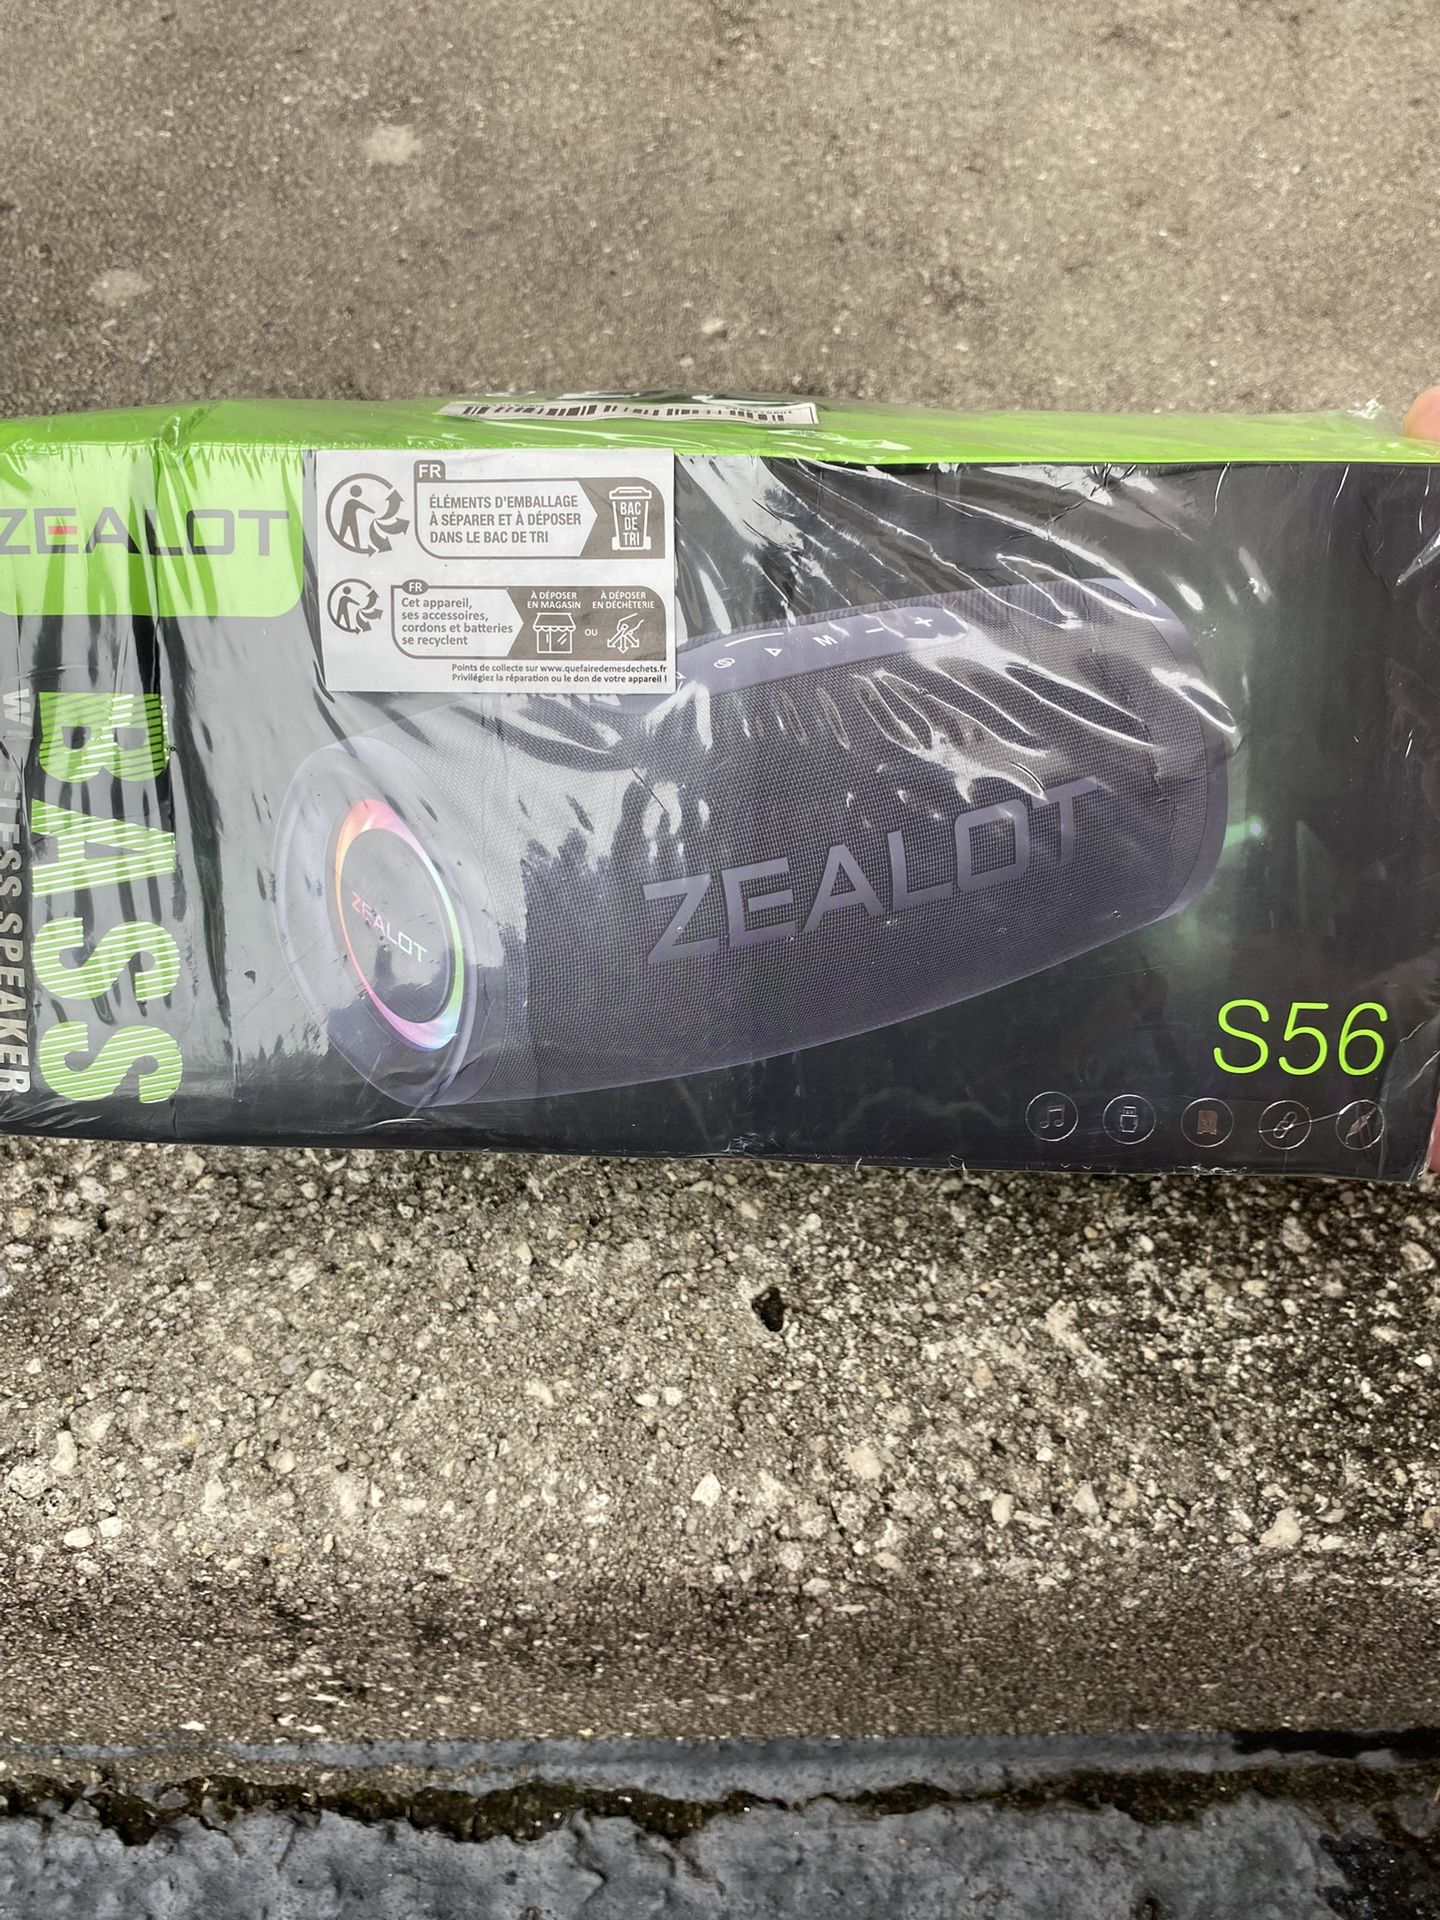 ZEALOT
FR
ÉLÉMENTS D'EMBALLAGE
À SÉPARER ET À DÉPOSER
DANS LE BAC DE TRI
BAC
DE
TRI
FR
Cet appareil,
ses accessoires,
cordons et batteries
se recyclent
À DÉPOSER
EN MAGASIN
OU
À DÉPOSER
EN DÉCHÈTERIE
Points de collecte sur www.quefairedemesdechets.fr
Privilégiez la réparation ou le don de votre appareil !
BASS
WIRELESS SPEAKER
M - +
ZEALOT
ZEALOT
S56